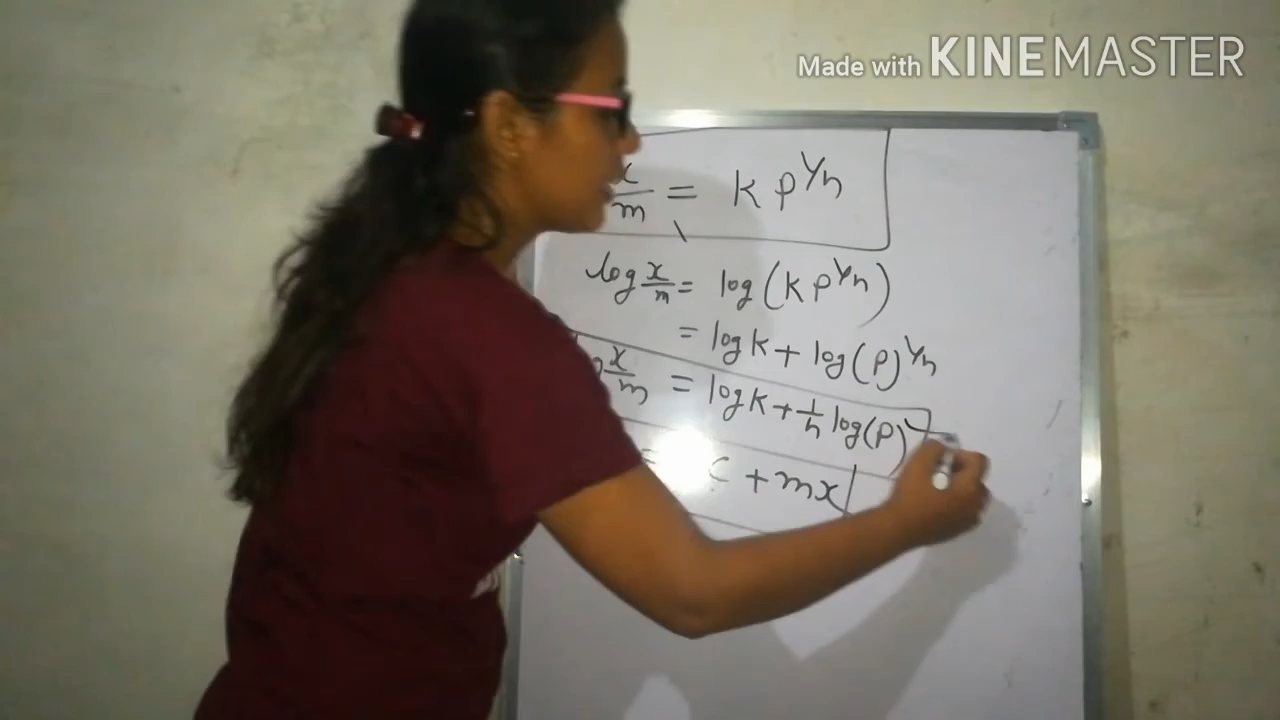 Made with KINEMASTER
x/m = K P^1/n
log x/m = log (K P^1/n)
= log K + log (P)^1/n
x/m = log K + 1/n log (P)
= c + mx